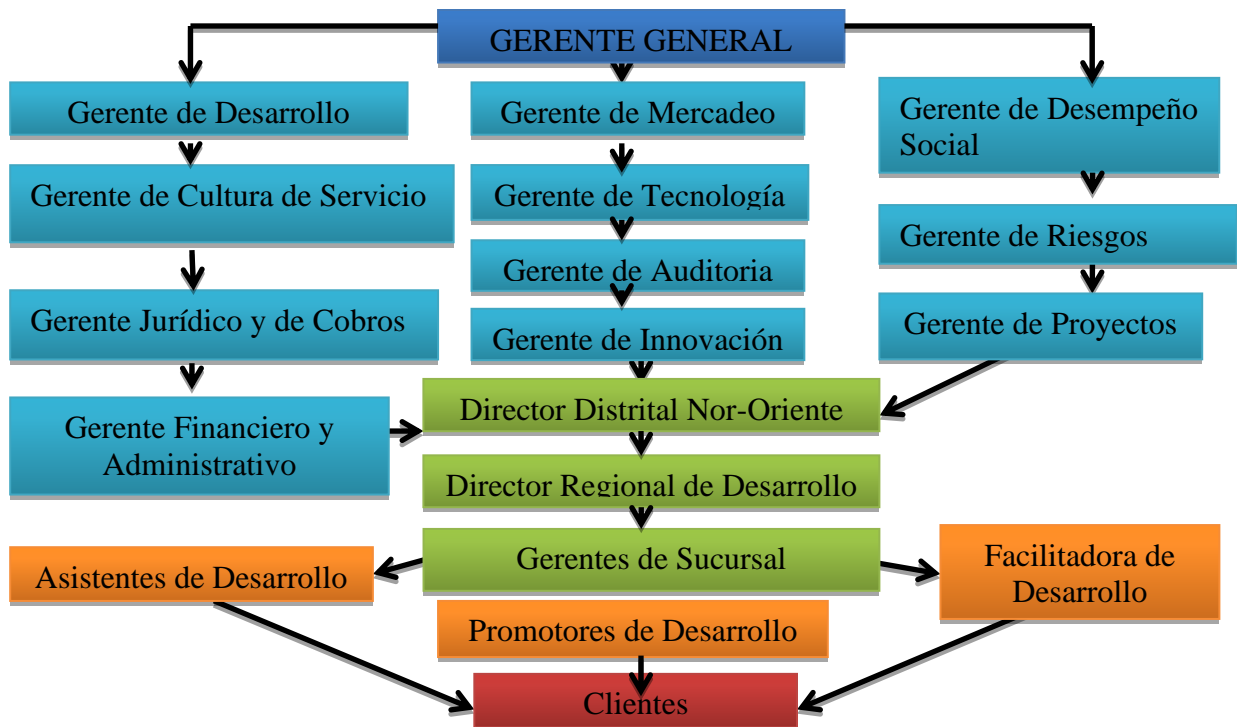 GERENTE GENERAL
Gerente de Desarrollo
Gerente de Mercadeo
Gerente de Desempeño
Social
Gerente de Cultura de Servicio
Gerente de Tecnología
Gerente de Riesgos
Gerente de Auditoria
Gerente Jurídico y de Cobros
Gerente de Innovación
Gerente de Proyectos
Gerente Financiero y
Administrativo
Director Distrital Nor-Oriente
Director Regional de Desarrollo
Gerentes de Sucursal
Asistentes de Desarrollo
Facilitadora de
Desarrollo
Promotores de Desarrollo
Clientes